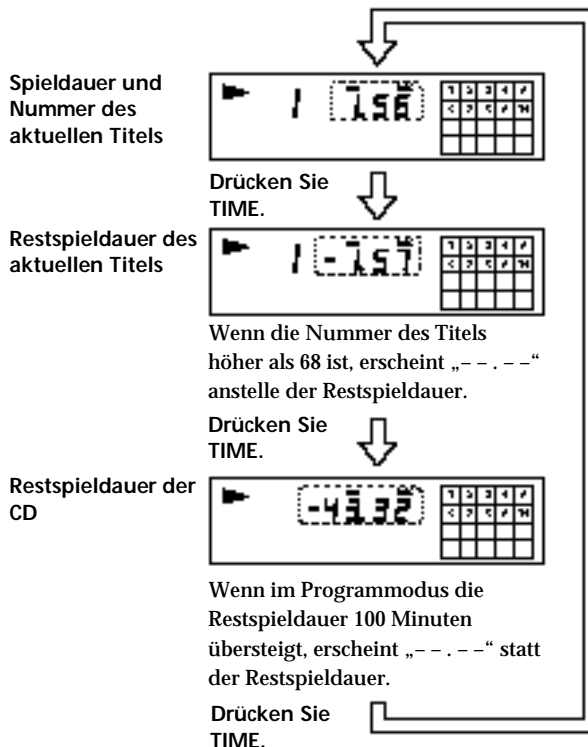 Spieldauer und
Nummer des
aktuellen Titels
1
Drücken Sie
TIME.
Restspieldauer des
aktuellen Titels
1
Wenn die Nummer des Titels
höher als 68 ist, erscheint „– – . – –“
anstelle der Restspieldauer.
Drücken Sie
TIME.
Restspieldauer der
CD
Wenn im Programmodus die
Restspieldauer 100 Minuten
übersteigt, erscheint „– – . – –“ statt
der Restspieldauer.
Drücken Sie
TIME.